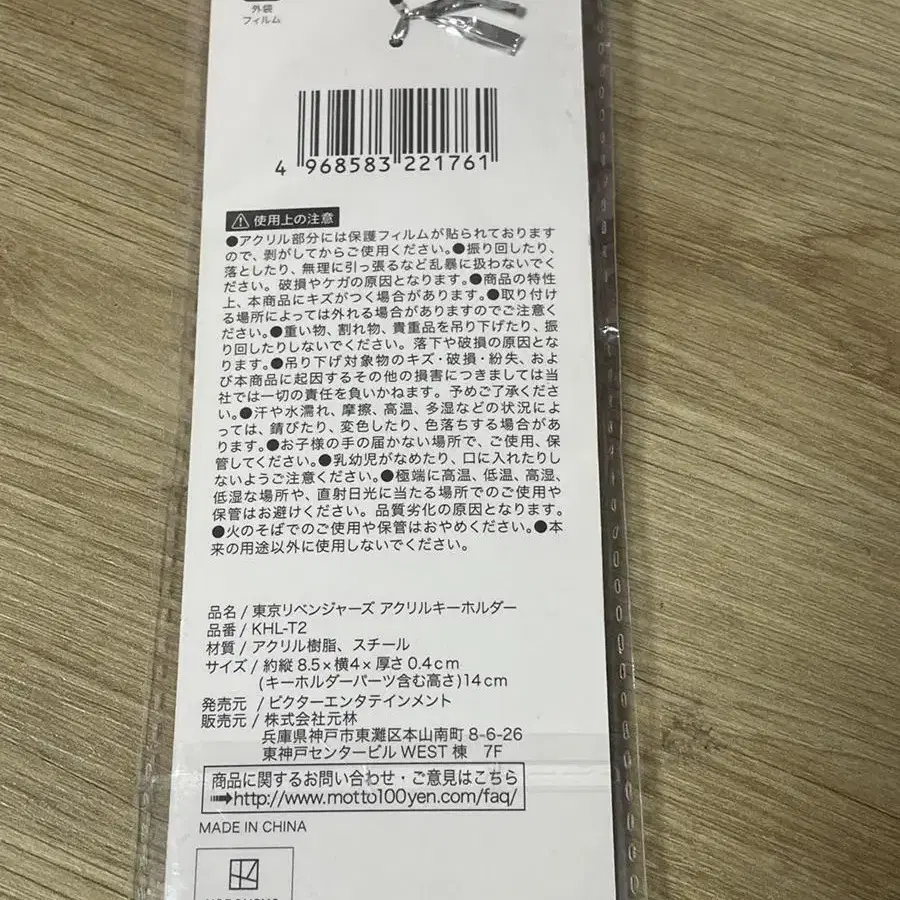 外袋
フィルム
4 968583 221761
使用上の注意
●アクリル部分には保護フィルムが貼られております
ので、剥がしてからご使用ください。●振り回したり、
落としたり、無理に引っ張るなど乱暴に扱わないでく
ださい。破損やケガの原因となります。●商品の特性
上、本商品にキズがつく場合があります。●取り付け
る場所によっては外れる場合がありますのでご注意く
ださい。●重い物、割れ物、貴重品を吊り下げたり、振
り回したりしないでください。落下や破損の原因とな
ります。●吊り下げ対象物のキズ・破損・紛失、およ
び本商品に起因するその他の損害につきましては当
社では一切の責任を負いかねます。予めご了承くださ
い。●汗や水濡れ、摩擦、高温、多湿などの状況によ
っては、錆びたり、変色したり、色落ちする場合があ
ります。●お子様の手の届かない場所で、ご使用、保
管してください。●乳幼児がなめたり、口に入れたりし
ないようご注意ください。●極端に高温、低温、高湿、
低湿な場所や、直射日光に当たる場所でのご使用や
保管はお避けください。品質劣化の原因となります。
●火のそばでのご使用や保管はおやめください。●本
来の用途以外に使用しないでください。
品名 / 東京リベンジャーズ アクリルキーホルダー
品番 / KHL-T2
材質 / アクリル樹脂、スチール
サイズ / 約縦 8.5×横4×厚さ 0.4cm
(キーホルダーパーツ含む高さ)14cm
発売元 / ビクターエンタテインメント
販売元 / 株式会社元林
兵庫県神戸市東灘区本山南町 8-6-26
東神戸センタービル WEST 棟 7F
商品に関するお問い合わせ・ご意見はこちら
http://www.motto100yen.com/faq/
MADE IN CHINA